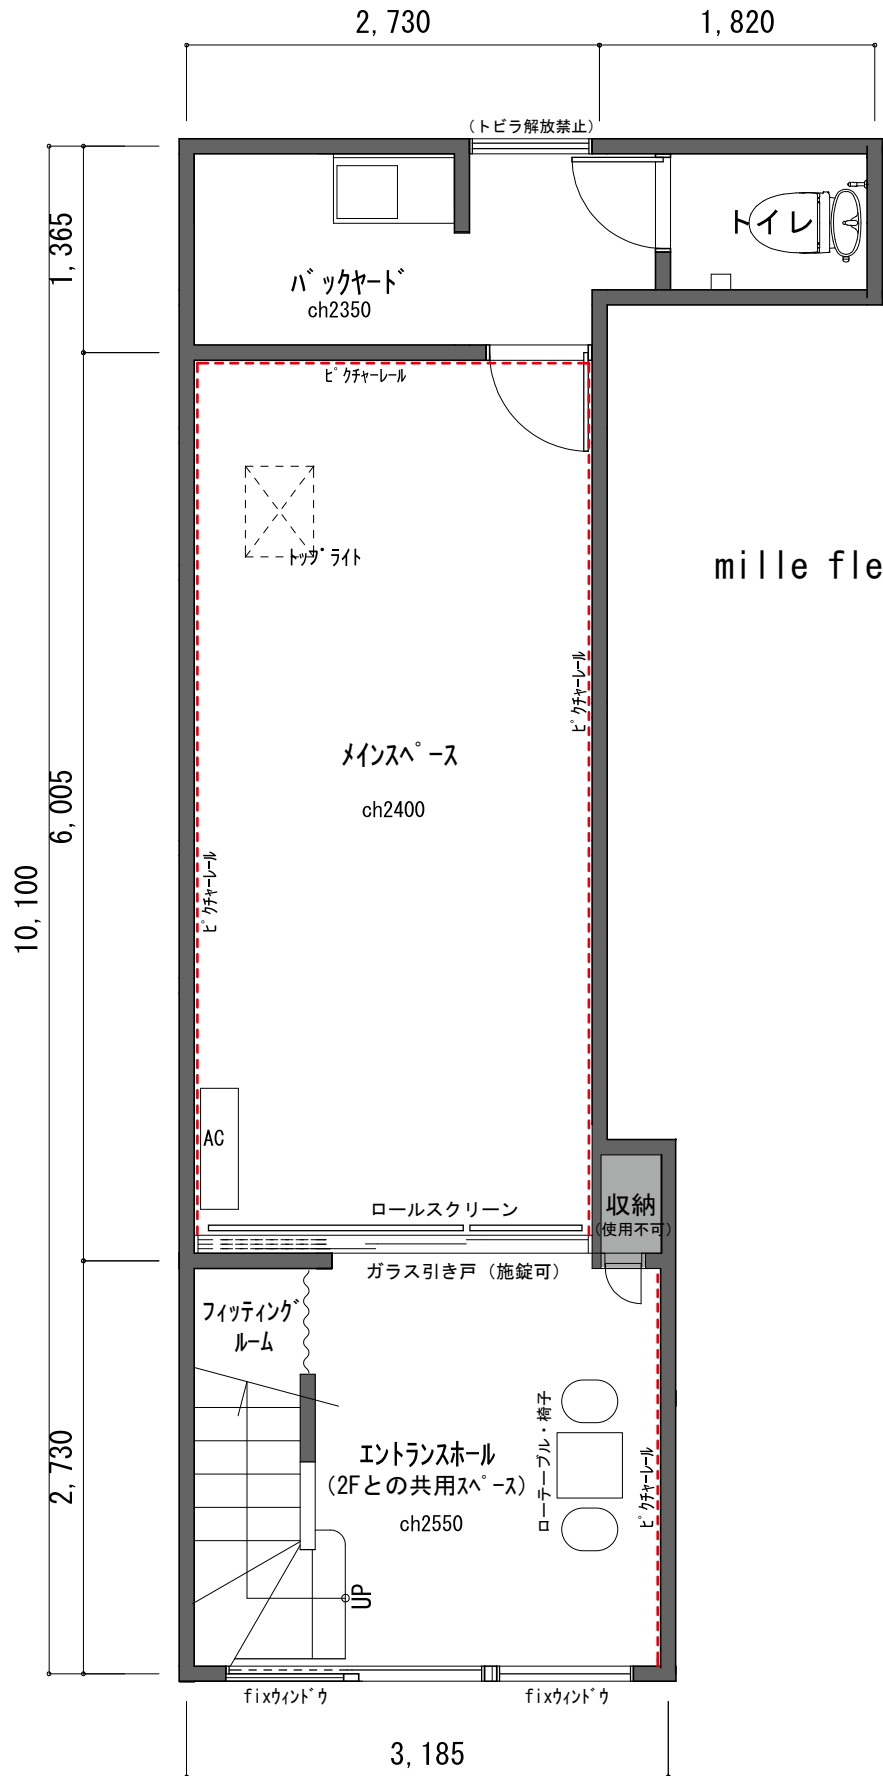 2,730
1,820
(トビラ解放禁止)
1,365
トイレ
バックヤード
ch2350
ピクチャーレール
トップライト
mille fle
ピクチャーレール
メインスペース
6,005
ch2400
ピクチャーレール
10,100
AC
ロールスクリーン
収納
(使用不可)
ガラス引き戸(施錠可)
フィッティング
ルーム
ローテーブル・椅子
エントランスホール
(2Fとの共用スペース)
2,730
ピクチャーレール
ch2550
UP
fixウィンドウ
fixウィンドウ
3,185